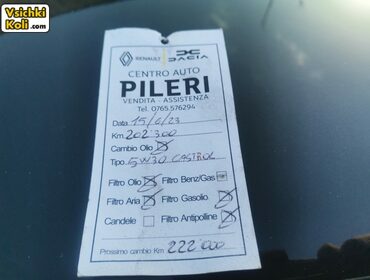 Vsichki
Koli.com
RENAULT DACIA
CENTRO AUTO
PILERI
VENDITA - ASSISTENZA
Tel. 0765.576294
Data 15/6/23
Km. 202300
Cambio Olio
Tipo 5W30 CASTROL
Filtro Olio Filtro Benz/Gas
Filtro Aria Filtro Gasolio
Candele Filtro Antipolline
Prossimo cambio Km 222000